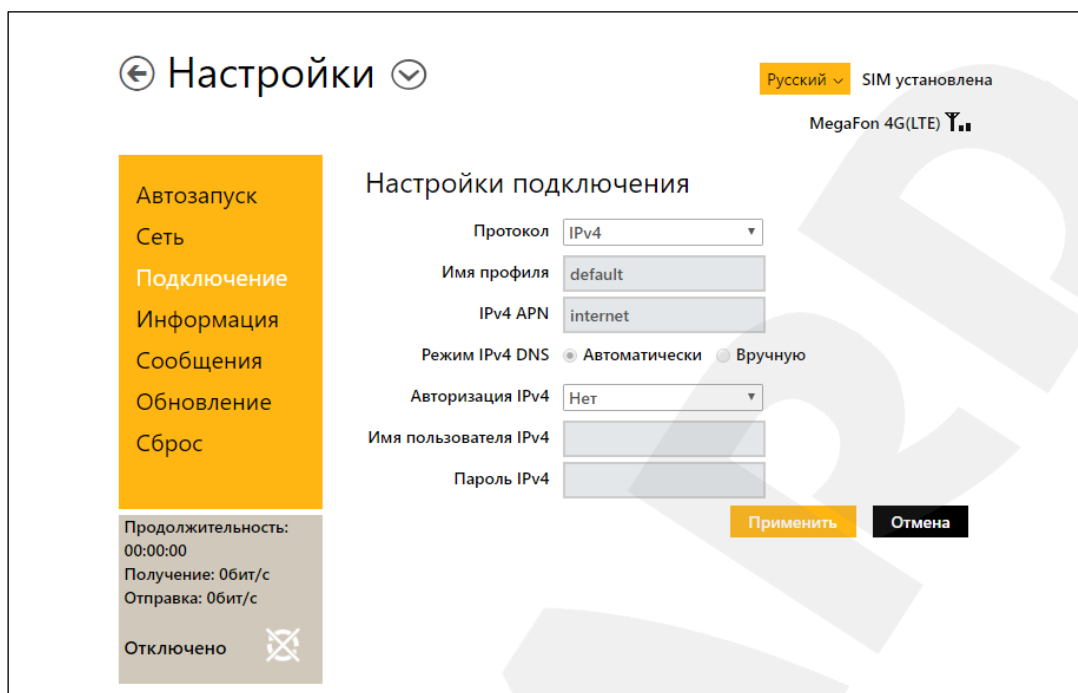 Настройки
Русский
SIM установлена
MegaFon 4G(LTE)
Автозапуск
Сеть
Подключение
Информация
Сообщения
Обновление
Сброс
Настройки подключения
Протокол IPv4
Имя профиля default
IPv4 APN internet
Режим IPv4 DNS Автоматически Вручную
Авторизация IPv4 Нет
Имя пользователя IPv4
Пароль IPv4
Применить Отмена
Продолжительность:
00:00:00
Получение: 0бит/с
Отправка: 0бит/с
Отключено
ARD